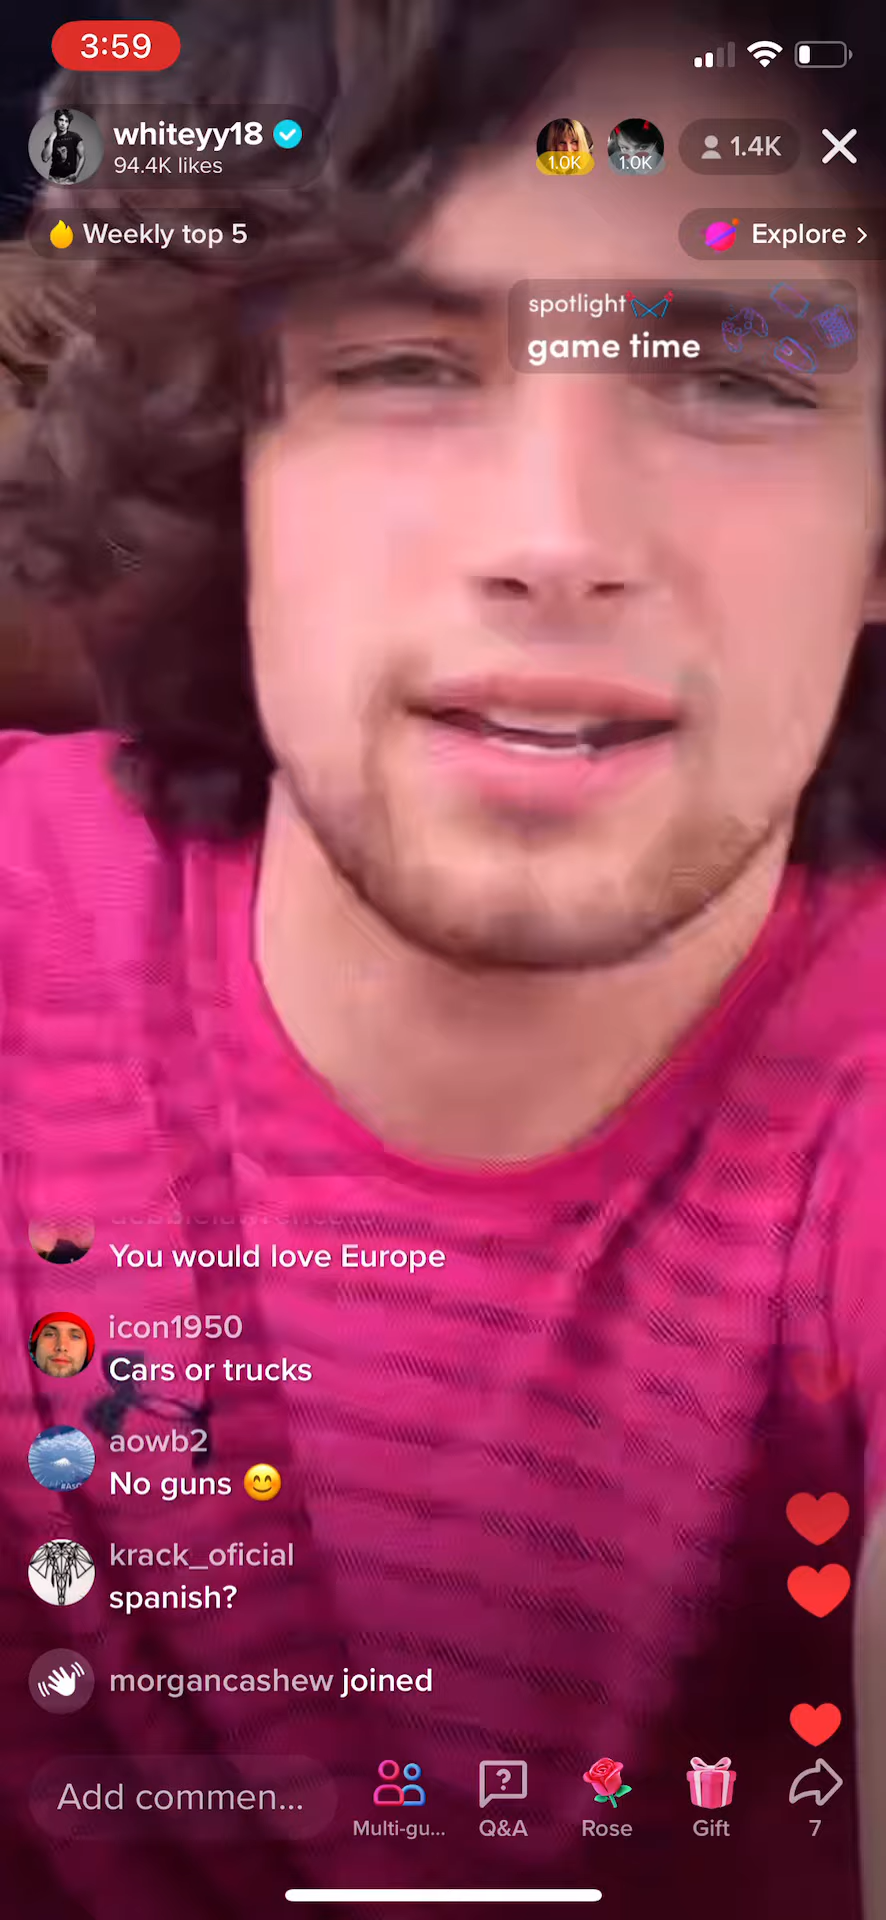 3:59
whiteyy18
94.4K likes
1.0K
1.0K
1.4K
Weekly top 5
Explore >
spotlight
game time
You would love Europe
icon1950
Cars or trucks
aowb2
No guns 😊
krack_oficial
spanish?
morgancashew joined
Add commen...
Multi-gu...
Q&A
Rose
Gift
7